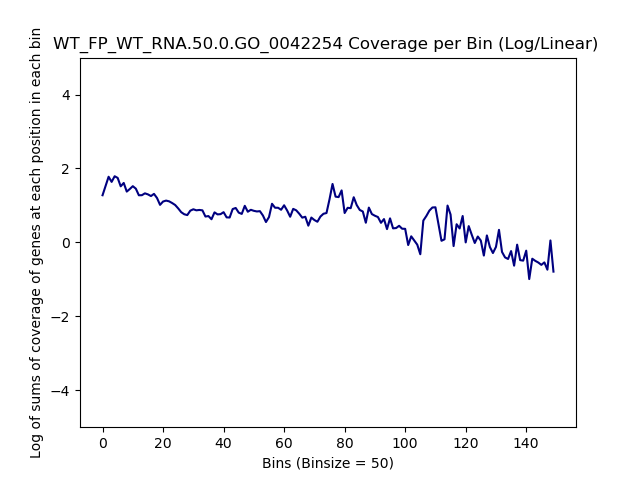 WT_FP_WT_RNA.50.0.GO_0042254 Coverage per Bin (Log/Linear)
Log of sums of coverage of genes at each position in each bin
4
2
0
−2
−4
0 20 40 60 80 100 120 140
Bins (Binsize = 50)